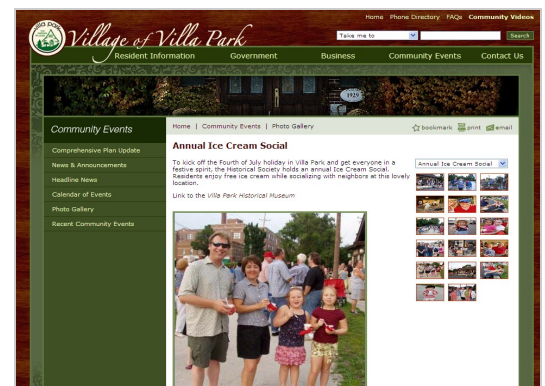 Home Phone Directory FAQs Community Videos
Villa Park
Village of Villa Park
Take me to
Search
Resident Information Government Business Community Events Contact Us
1929
Community Events
Home | Community Events | Photo Gallery
bookmark print email
Comprehensive Plan Update
News & Announcements
Headline News
Calendar of Events
Photo Gallery
Recent Community Events
Annual Ice Cream Social
To kick off the Fourth of July holiday in Villa Park and get everyone in a
festive spirit, the Historical Society holds an annual Ice Cream Social.
Residents enjoy free ice cream while socializing with neighbors at this lovely
location.
Link to the Villa Park Historical Museum
Annual Ice Cream Social